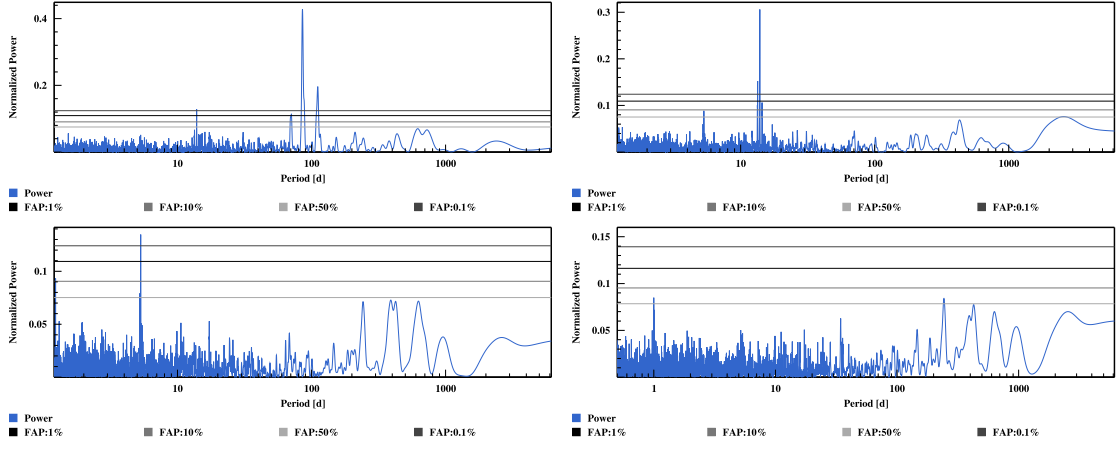 0.4
0.2
Normalized Power
10
100
1000
Period [d]
Power
FAP:1%
FAP:10%
FAP:50%
FAP:0.1%
0.3
0.2
0.1
Normalized Power
10
100
1000
Period [d]
Power
FAP:1%
FAP:10%
FAP:50%
FAP:0.1%
0.1
0.05
Normalized Power
10
100
1000
Period [d]
Power
FAP:1%
FAP:10%
FAP:50%
FAP:0.1%
0.15
0.1
0.05
Normalized Power
1
10
100
1000
Period [d]
Power
FAP:1%
FAP:10%
FAP:50%
FAP:0.1%